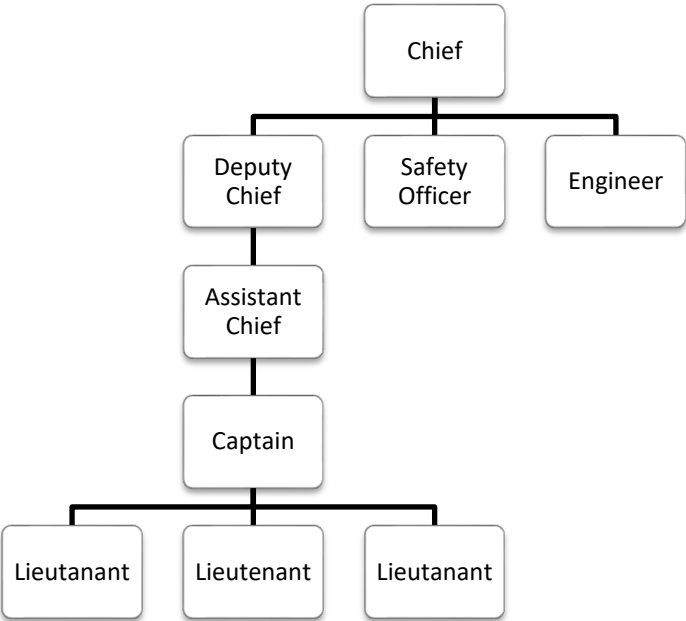 Chief
Deputy
Chief
Safety
Officer
Engineer
Assistant
Chief
Captain
Lieutanant
Lieutenant
Lieutanant